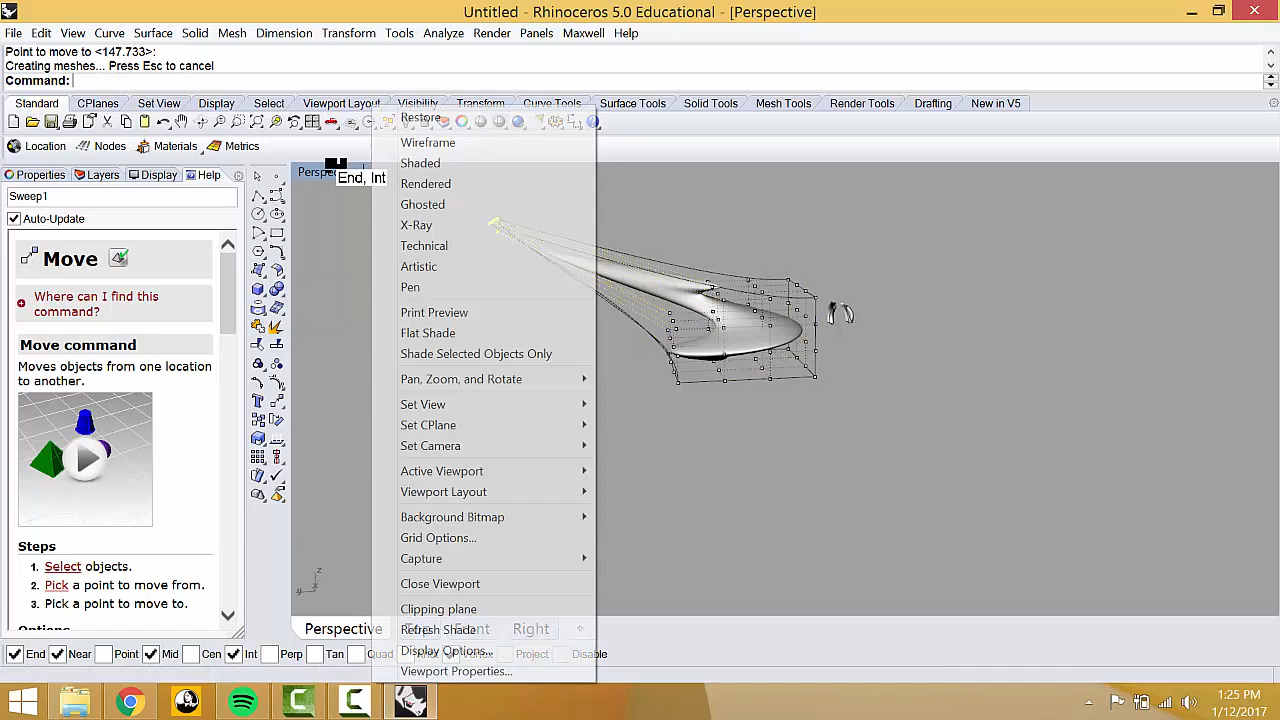 Untitled - Rhinoceros 5.0 Educational - [Perspective]
File Edit View Curve Surface Solid Mesh Dimension Transform Tools Analyze Render Panels Maxwell Help
Point to move to <147.733>:
Creating meshes... Press Esc to cancel
Command:
Standard CPlanes Set View Display Select Viewport Layout Visibility Transform Curve Tools Surface Tools Solid Tools Mesh Tools Render Tools Drafting New in V5
Restore
Location Nodes Materials Metrics
Wireframe
Shaded
Rendered
Ghosted
X-Ray
Technical
Artistic
Pen
Print Preview
Flat Shade
Shade Selected Objects Only
Pan, Zoom, and Rotate
Set View
Set CPlane
Set Camera
Active Viewport
Viewport Layout
Background Bitmap
Grid Options...
Capture
Close Viewport
Clipping plane
Refresh Shade
Display Options...
Viewport Properties...
Properties Layers Display Help
End, Int
Sweep1
Auto-Update
Move
Where can I find this
command?
Move command
Moves objects from one location
to another.
Steps
1. Select objects.
2. Pick a point to move from.
3. Pick a point to move to.
z
y
x
Perspective Top Front Right
End Near Point Mid Cen Int Perp Tan Quad Project Disable
1:25 PM
1/12/2017